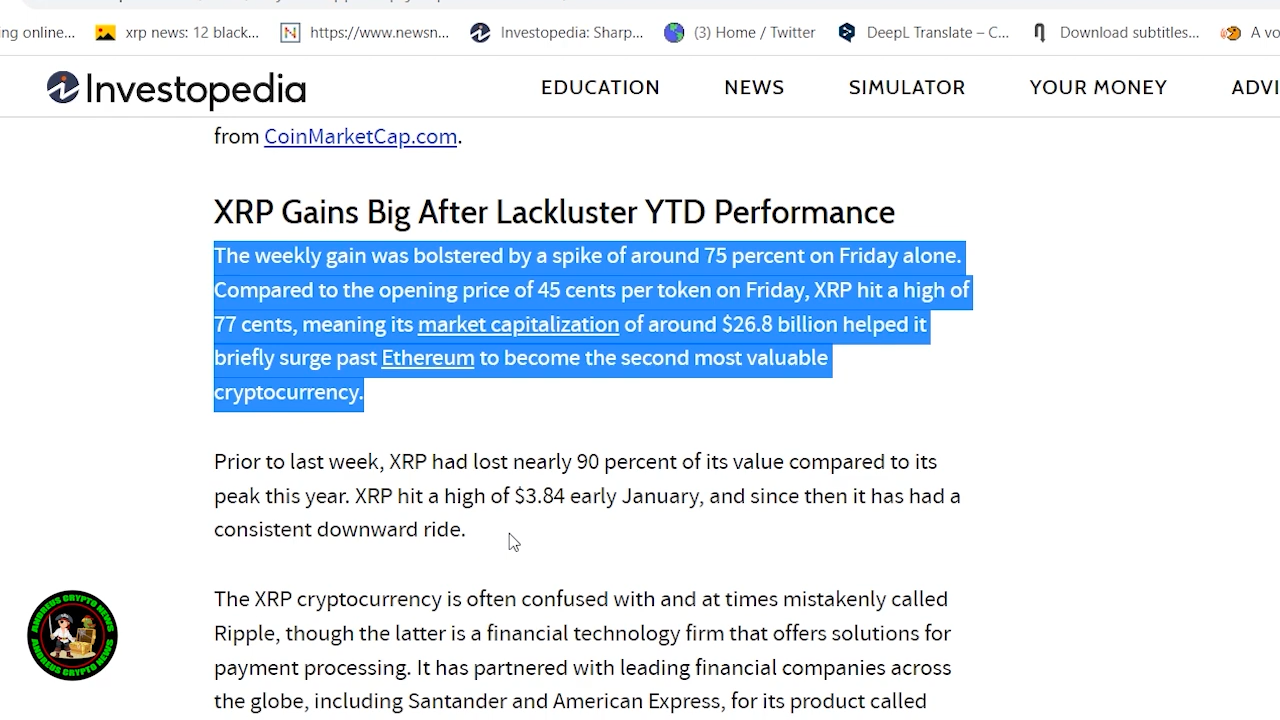 ing online...
xrp news: 12 black...
https://www.newsn...
Investopedia: Sharp...
(3) Home / Twitter
DeepL Translate – C...
Download subtitles...
A vo
Investopedia
EDUCATION
NEWS
SIMULATOR
YOUR MONEY
ADVI
from CoinMarketCap.com.
XRP Gains Big After Lackluster YTD Performance
The weekly gain was bolstered by a spike of around 75 percent on Friday alone.
Compared to the opening price of 45 cents per token on Friday, XRP hit a high of
77 cents, meaning its market capitalization of around $26.8 billion helped it
briefly surge past Ethereum to become the second most valuable
cryptocurrency.
Prior to last week, XRP had lost nearly 90 percent of its value compared to its
peak this year. XRP hit a high of $3.84 early January, and since then it has had a
consistent downward ride.
The XRP cryptocurrency is often confused with and at times mistakenly called
Ripple, though the latter is a financial technology firm that offers solutions for
payment processing. It has partnered with leading financial companies across
the globe, including Santander and American Express, for its product called
ANDREUS CRYPTO NEWS
ANDREUS CRYPTO NEWS